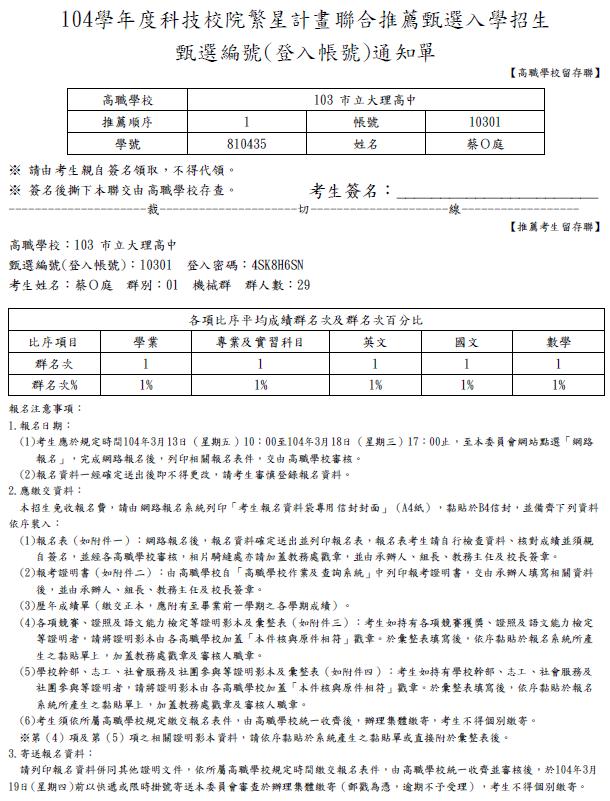 104學年度科技校院繁星計畫聯合推薦甄選入學招生
甄選編號(登入帳號)通知單
【高職學校留存聯】
高職學校 103 市立大理高中
推薦順序 1 帳號 10301
學號 810435 姓名 蔡○庭
※ 請由考生親自簽名領取，不得代領。
※ 簽名後撕下本聯交由高職學校存查。 考生簽名：____________________
--------------------裁--------------------切--------------------線--------------------
【推薦考生留存聯】
高職學校：103 市立大理高中
甄選編號(登入帳號)：10301 登入密碼：4SK8H6SN
考生姓名：蔡○庭 群別：01 機械群 群人數：29
各項比序平均成績群名次及群名次百分比
比序項目 學業 專業及實習科目 英文 國文 數學
群名次 1 1 1 1 1
群名次% 1% 1% 1% 1% 1%
報名注意事項：
1.報名日期：
(1)考生應於規定時間104年3月13日（星期五）10：00至104年3月18日（星期三）17：00止，至本委員會網站點選「網路
報名」，完成網路報名後，列印相關報名表件，交由高職學校審核。
(2)報名資料一經確定送出後即不得更改，請考生審慎登錄報名資料。
2.應繳交資料：
本招生免收報名費，請由網路報名系統列印「考生報名資料袋專用信封封面」（A4紙），黏貼於B4信封，並備齊下列資料
依序裝入：
(1)報名表（如附件一）：網路報名後，報名資料確定送出並列印報名表，報名表考生請自行檢查資料、核對成績並須親
自簽名，並經各高職學校審核，相片騎縫處亦請加蓋教務處戳章，並由承辦人、組長、教務主任及校長簽章。
(2)報考證明書（如附件二）：由高職學校自「高職學校作業及查詢系統」中列印報考證明書，交由承辦人填寫相關資料
後，並由承辦人、組長、教務主任及校長簽章。
(3)歷年成績單（繳交正本，應附有至畢業前一學期之各學期成績）。
(4)各項競賽、證照及語文能力檢定等證明影本及彙整表（如附件三）：考生如持有各項競賽獲獎、證照及語文能力檢定
等證明者，請將證明影本由各高職學校加蓋「本件核與原件相符」戳章。於彙整表填寫後，依序黏貼於報名系統所產
生之黏貼單上，加蓋教務處戳章及審核人職章。
(5)學校幹部、志工、社會服務及社團參與等證明影本及彙整表（如附件四）：考生如持有學校幹部、志工、社會服務及
社團參與等證明者，請將證明影本由各高職學校加蓋「本件核與原件相符」戳章。於彙整表填寫後，依序黏貼於報名
系統所產生之黏貼單上，加蓋教務處戳章及審核人職章。
(6)考生須依所屬高職學校規定繳交報名表件，由高職學校統一收齊後，辦理集體繳寄，考生不得個別繳寄。
※第（4）項及第（5）項之相關證明影本資料，請依序黏貼於系統產生之黏貼單或直接附於彙整表後。
3.寄送報名資料：
請列印報名資料併同其他證明文件，依所屬高職學校規定時間繳交報名表件，由高職學校統一收齊並審核後，於104年3月
19日(星期四)前以快遞或限時掛號寄送本委員會審查於辦理集體繳寄（郵戳為憑，逾期不予受理），考生不得個別繳寄。